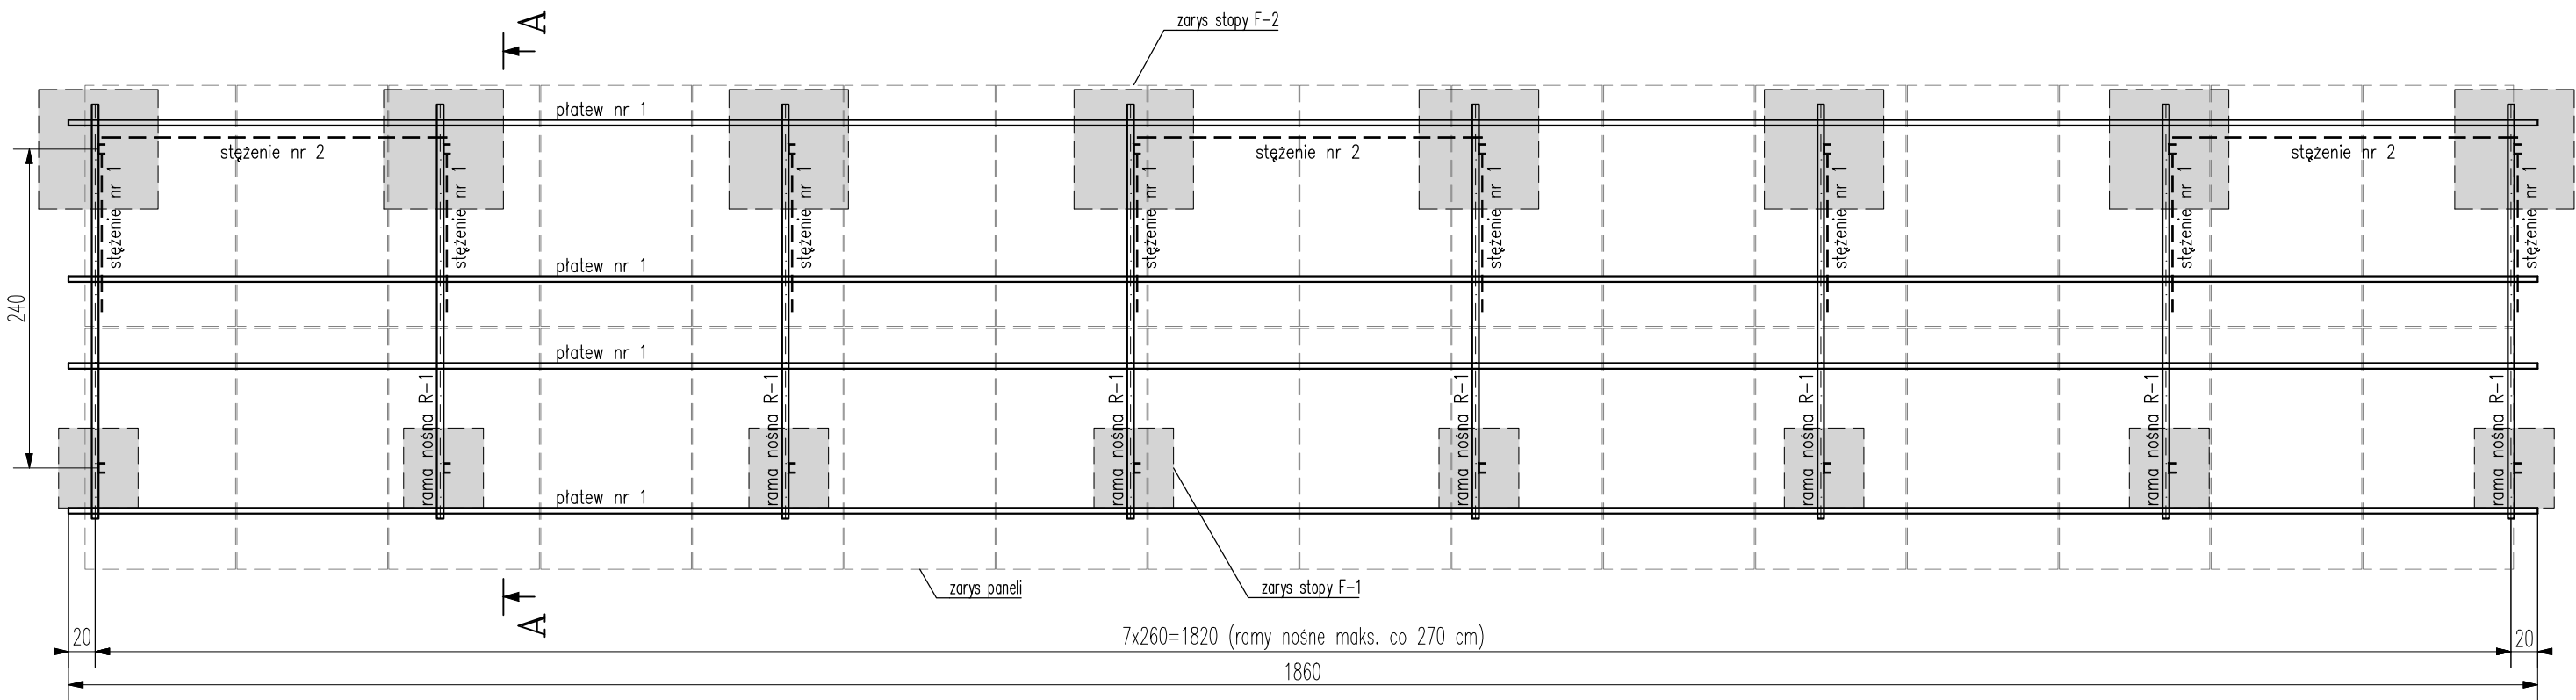 A
zarys stopy F-2
płatew nr 1
stężenie nr 2
stężenie nr 2
stężenie nr 2
stężenie nr 1
stężenie nr 1
stężenie nr 1
stężenie nr 1
stężenie nr 1
stężenie nr 1
stężenie nr 1
stężenie nr 1
płatew nr 1
240
płatew nr 1
rama nośna R-1
rama nośna R-1
rama nośna R-1
rama nośna R-1
rama nośna R-1
rama nośna R-1
rama nośna R-1
płatew nr 1
zarys paneli
zarys stopy F-1
A
20
7x260=1820 (ramy nośne maks. co 270 cm)
20
1860